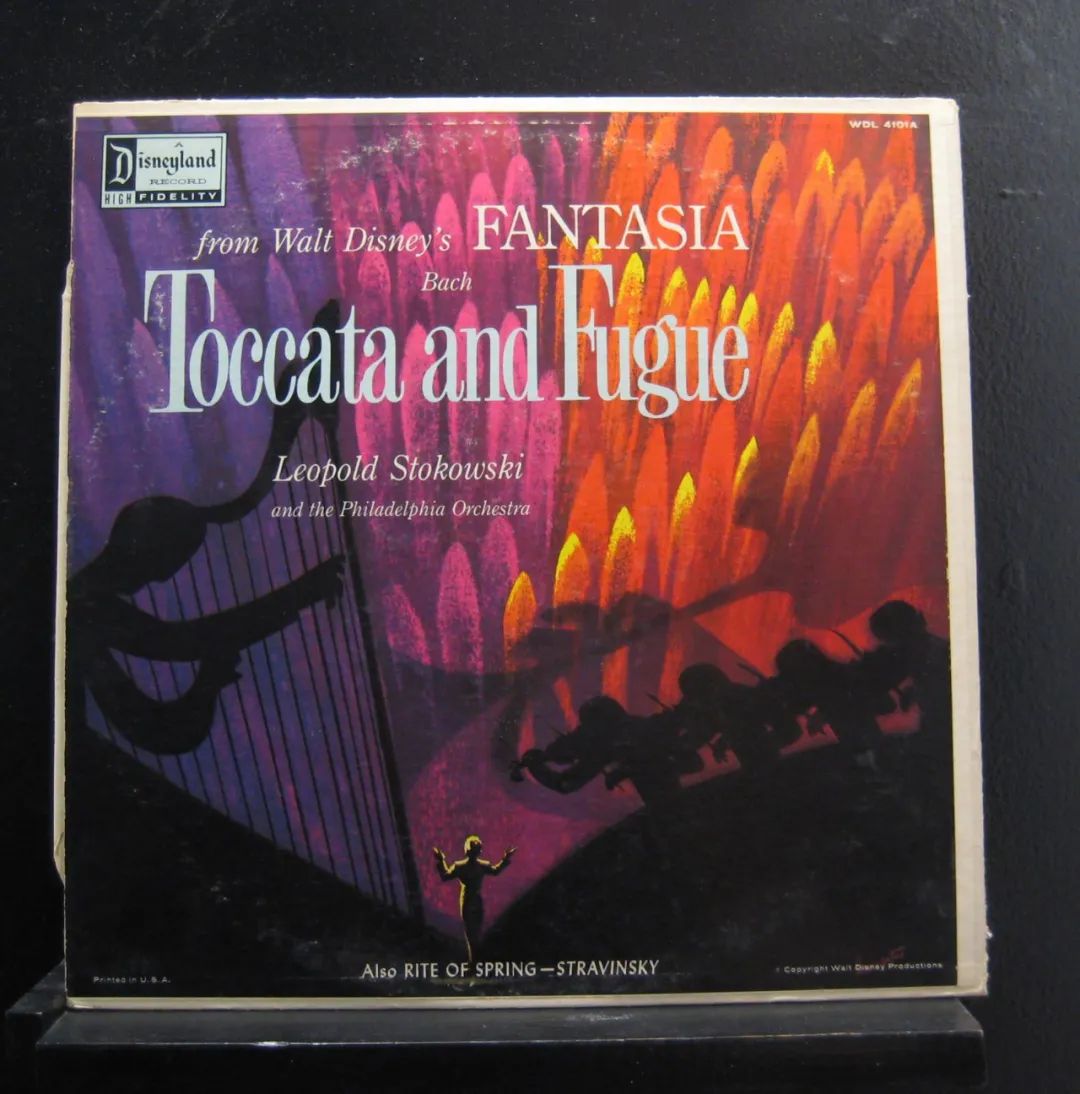 WDL 4101A
A
Disneyland
RECORD
HIGH FIDELITY
from Walt Disney's FANTASIA
Bach
Toccata and Fugue
Leopold Stokowski
and the Philadelphia Orchestra
Also RITE OF SPRING—STRAVINSKY
Printed in U.S.A.
Copyright Walt Disney Productions